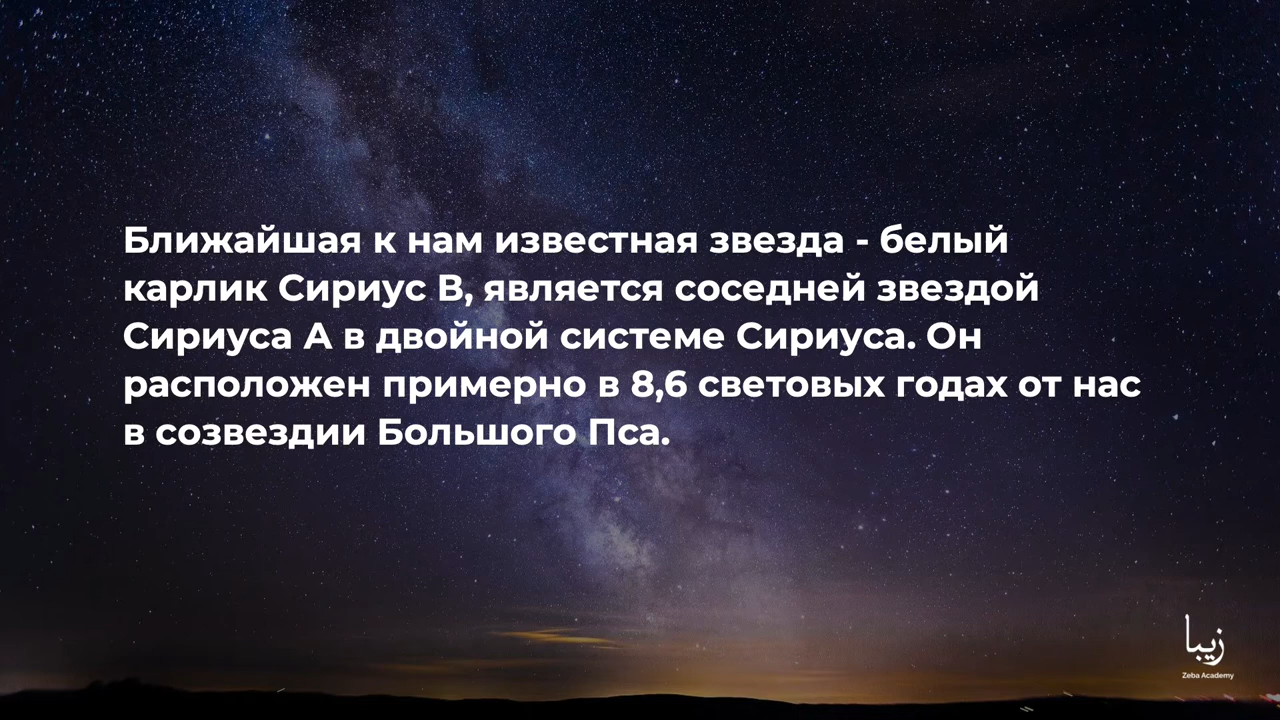 Ближайшая к нам известная звезда - белый
карлик Сириус B, является соседней звездой
Сириуса А в двойной системе Сириуса. Он
расположен примерно в 8,6 световых годах от нас
в созвездии Большого Пса.
زيبا
Zeba Academy